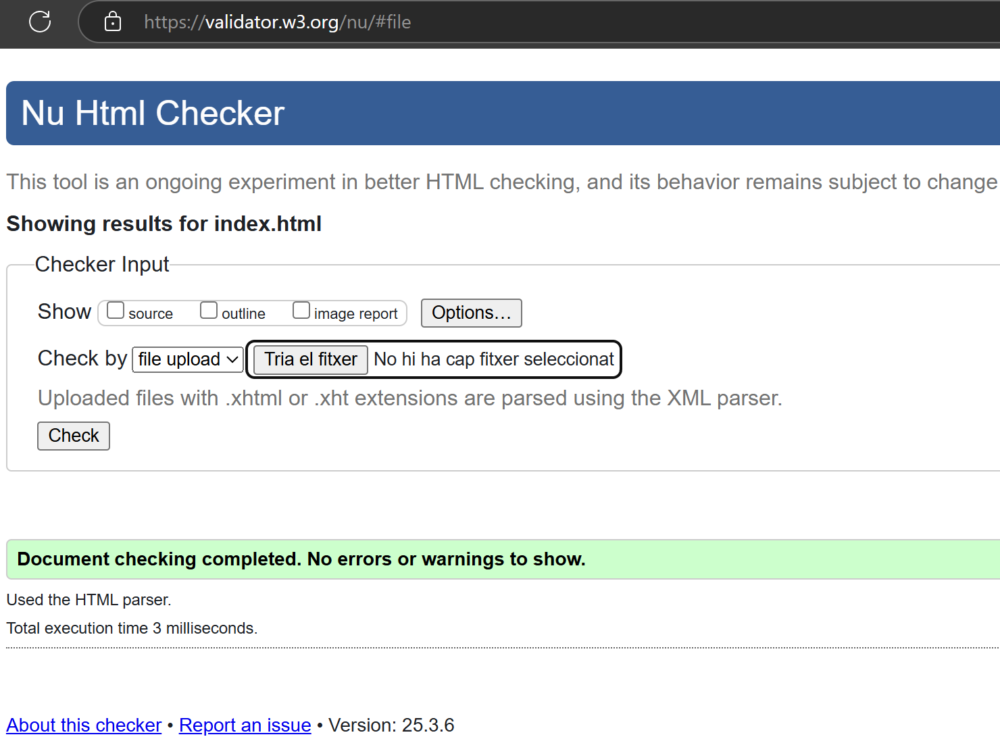 https://validator.w3.org/nu/#file
Nu Html Checker
This tool is an ongoing experiment in better HTML checking, and its behavior remains subject to change
Showing results for index.html
Checker Input
Show source outline image report Options…
Check by file upload Tria el fitxer No hi ha cap fitxer seleccionat
Uploaded files with .xhtml or .xht extensions are parsed using the XML parser.
Check
Document checking completed. No errors or warnings to show.
Used the HTML parser.
Total execution time 3 milliseconds.
About this checker • Report an issue • Version: 25.3.6